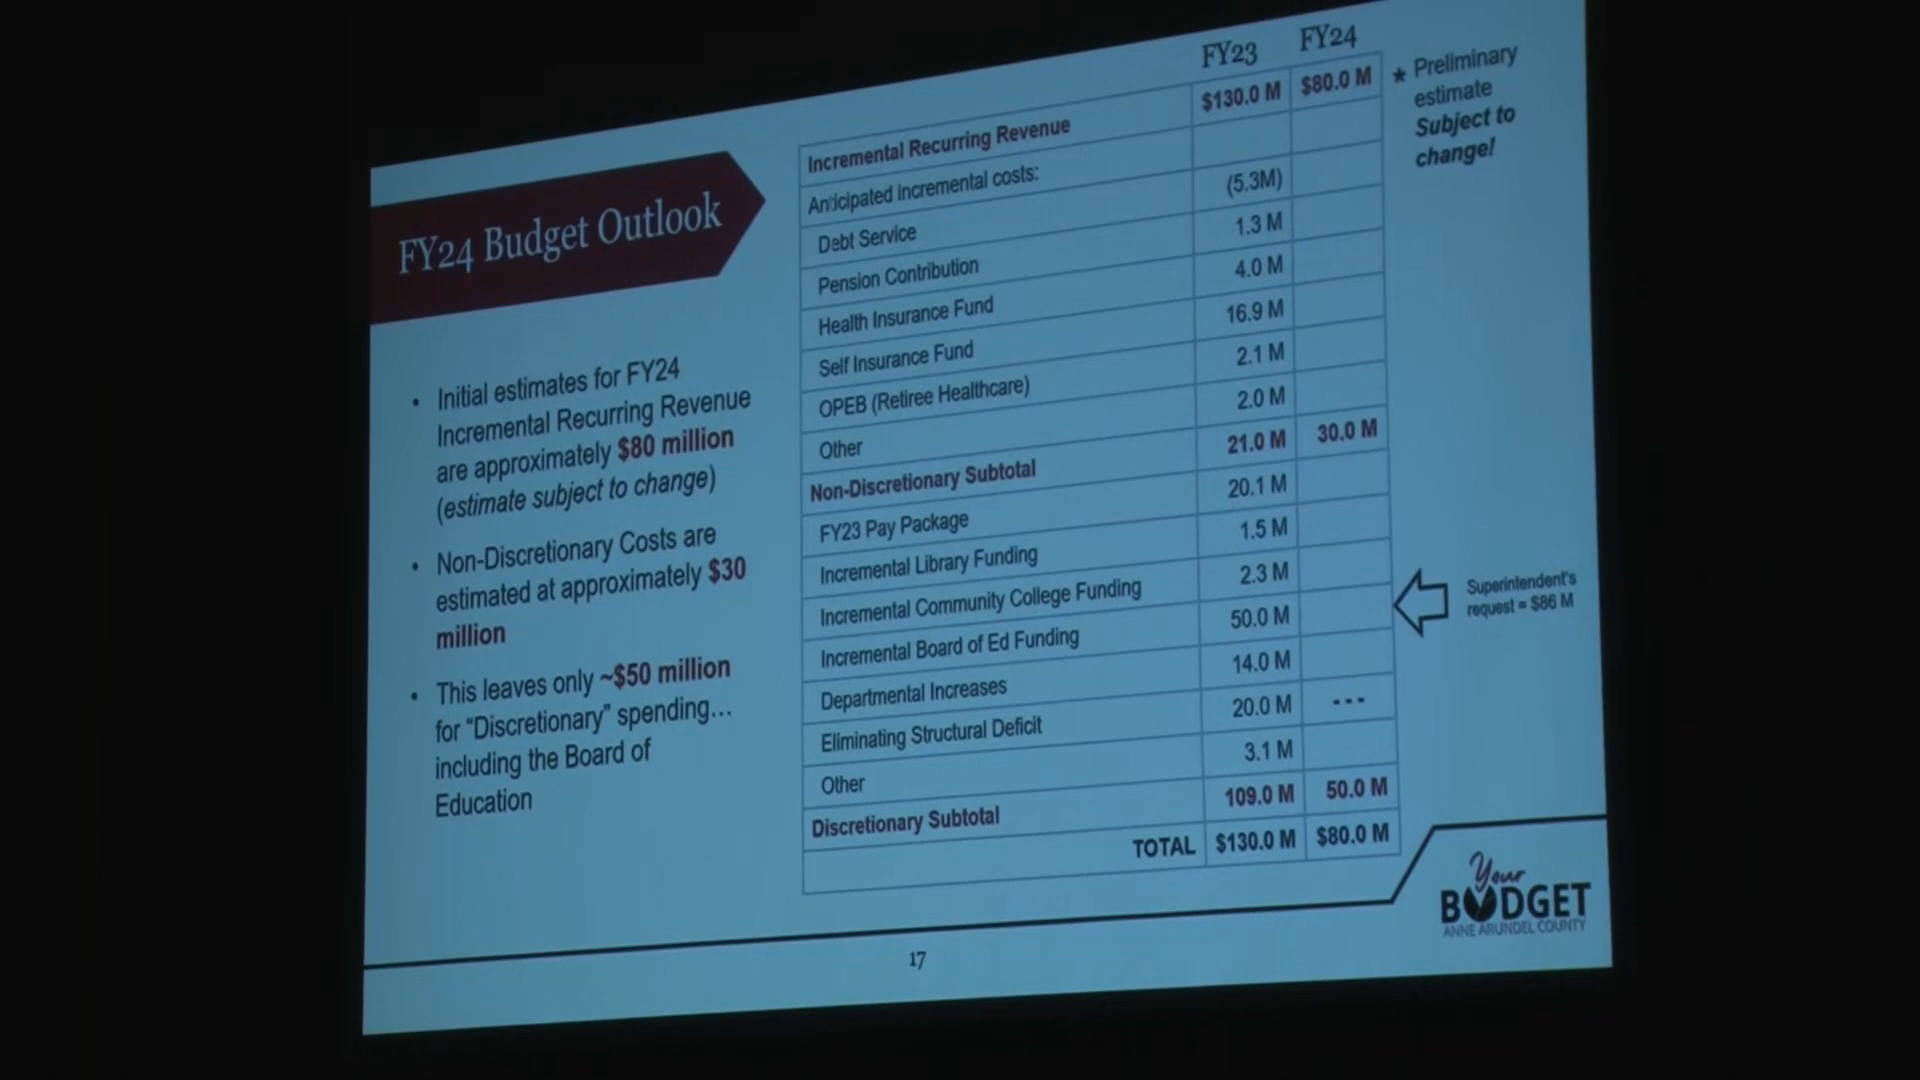 FY24 Budget Outlook
• Initial estimates for FY24
Incremental Recurring Revenue
are approximately $80 million
(estimate subject to change)
• Non-Discretionary Costs are
estimated at approximately $30
million
• This leaves only ~$50 million
for “Discretionary” spending...
including the Board of
Education
FY23 FY24
Incremental Recurring Revenue $130.0 M $80.0 M
Anticipated incremental costs:
Debt Service (5.3M)
Pension Contribution 1.3 M
Health Insurance Fund 4.0 M
Self Insurance Fund 16.9 M
OPEB (Retiree Healthcare) 2.1 M
Other 2.0 M
Non-Discretionary Subtotal 21.0 M 30.0 M
FY23 Pay Package 20.1 M
Incremental Library Funding 1.5 M
Incremental Community College Funding 2.3 M
Incremental Board of Ed Funding 50.0 M
Departmental Increases 14.0 M
Eliminating Structural Deficit 20.0 M ---
Other 3.1 M
Discretionary Subtotal 109.0 M 50.0 M
TOTAL $130.0 M $80.0 M
* Preliminary
estimate
Subject to
change!
Superintendent's
request = $86 M
17
Your
BUDGET
ANNE ARUNDEL COUNTY